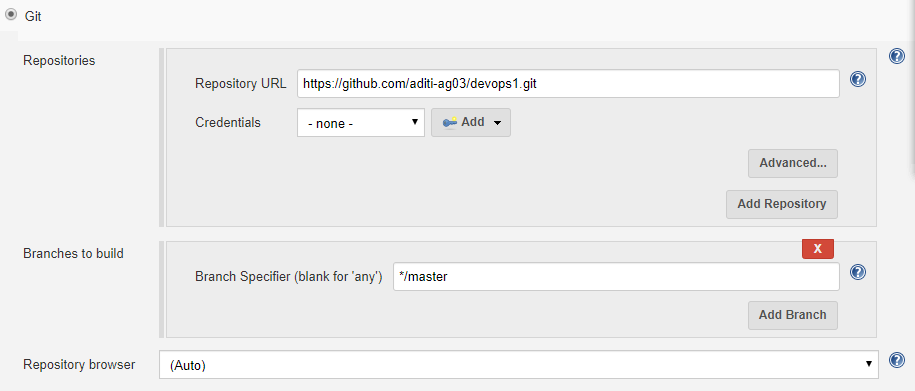 Git
Repositories
Repository URL https://github.com/aditi-ag03/devops1.git
Credentials - none - Add
Advanced...
Add Repository
Branches to build
X
Branch Specifier (blank for 'any') */master
Add Branch
Repository browser (Auto)